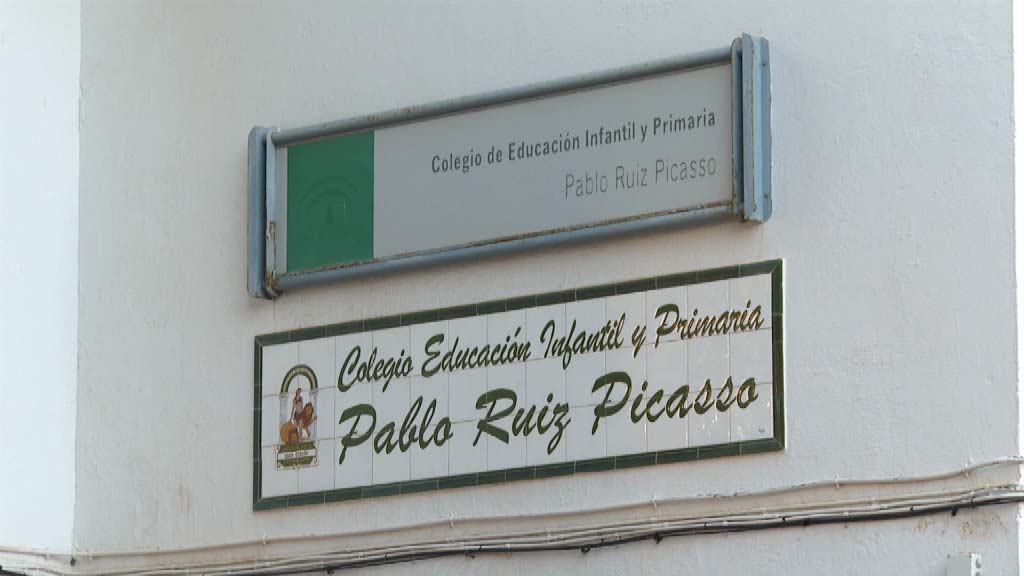 Colegio de Educación Infantil y Primaria
Pablo Ruiz Picasso
Colegio Educación Infantil y Primaria
Pablo Ruiz Picasso